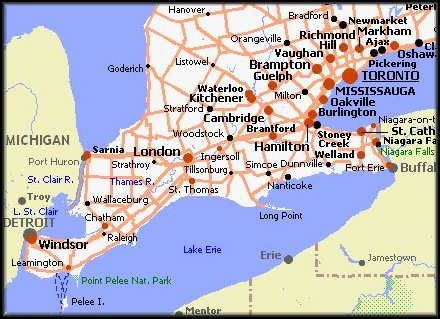 Hanover
Bradford
Peter
Newmarket
Orangeville
Richmond
Hill
Markham
Vaughan
Ajax
Oshaw
Goderich
Listowel
Brampton
Pickering
Guelph
TORONTO
Waterloo
Kitchener
Milton
MISSISSAUGA
Stratford
Oakville
Cambridge
Burlington
Niagara-on-t
Woodstock
Brantford
Stoney
Creek
St. Cath
MICHIGAN
Sarnia
London
Hamilton
Niagara Fa
Niagara Falls
Port Huron
Strathroy
Ingersoll
Simcoe
Dunnville
Welland
Fort Erie
Buffal
St. Clair R.
Thames R.
Tillsonburg
St. Thomas
Nanticoke
Troy
Wallaceburg
L. St. Clair
Chatham
Long Point
DETROIT
Raleigh
Windsor
Lake Erie
Erie
Jamestown
Leamington
Point Pelee Nat. Park
Pelee I.
Mentor